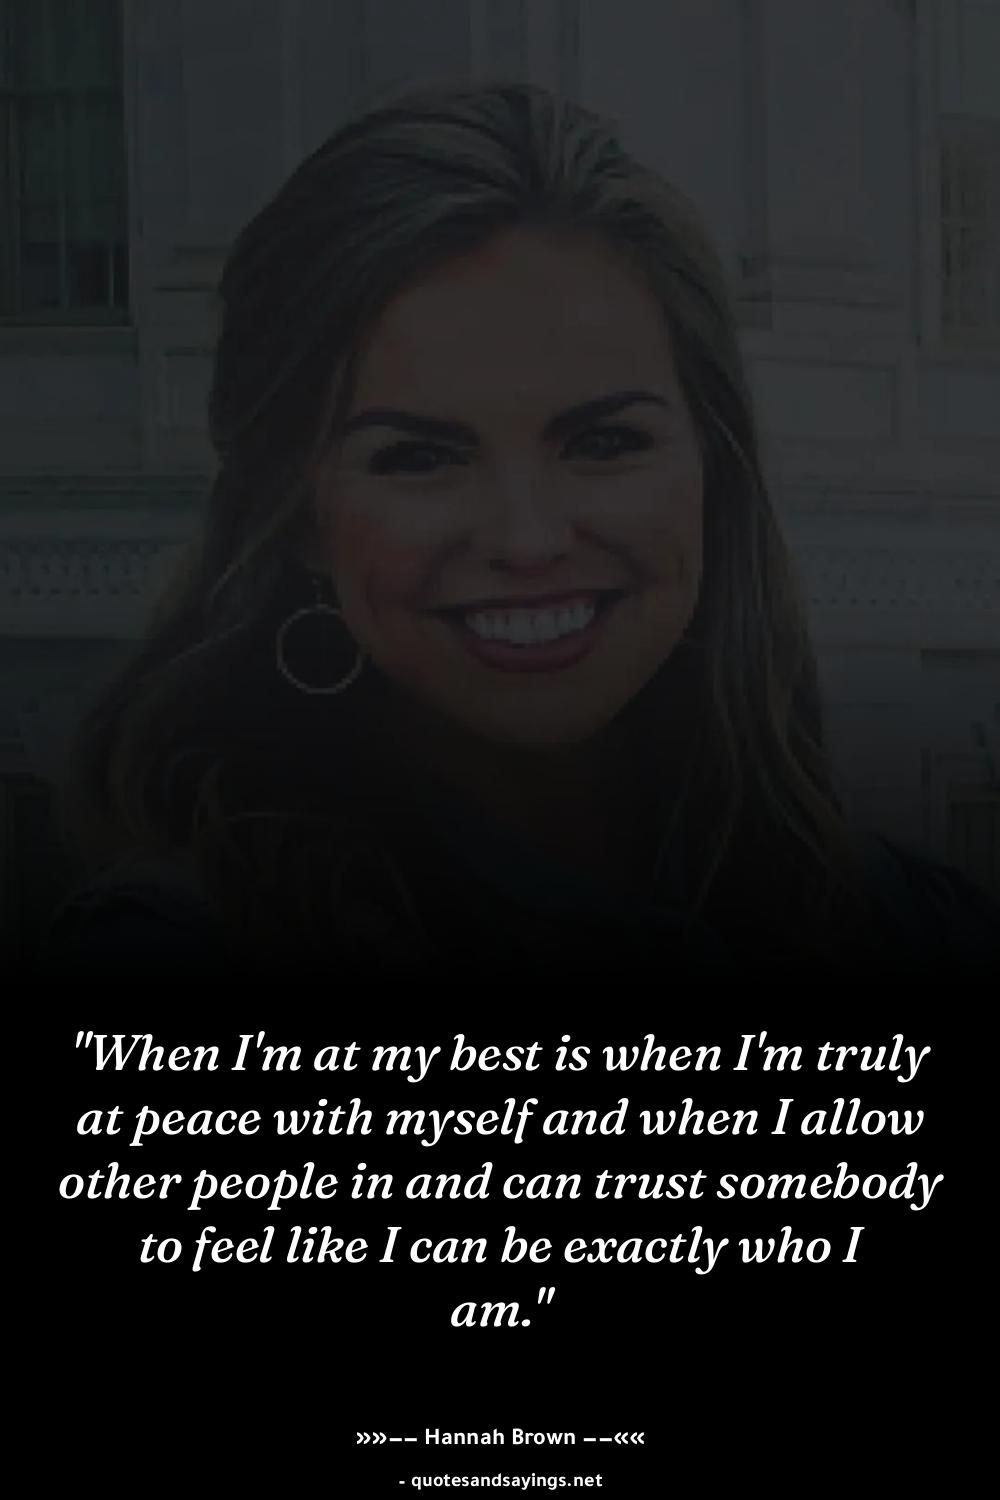 "When I'm at my best is when I'm truly
at peace with myself and when I allow
other people in and can trust somebody
to feel like I can be exactly who I
am."
»»–– Hannah Brown ––««
- quotesandsayings.net